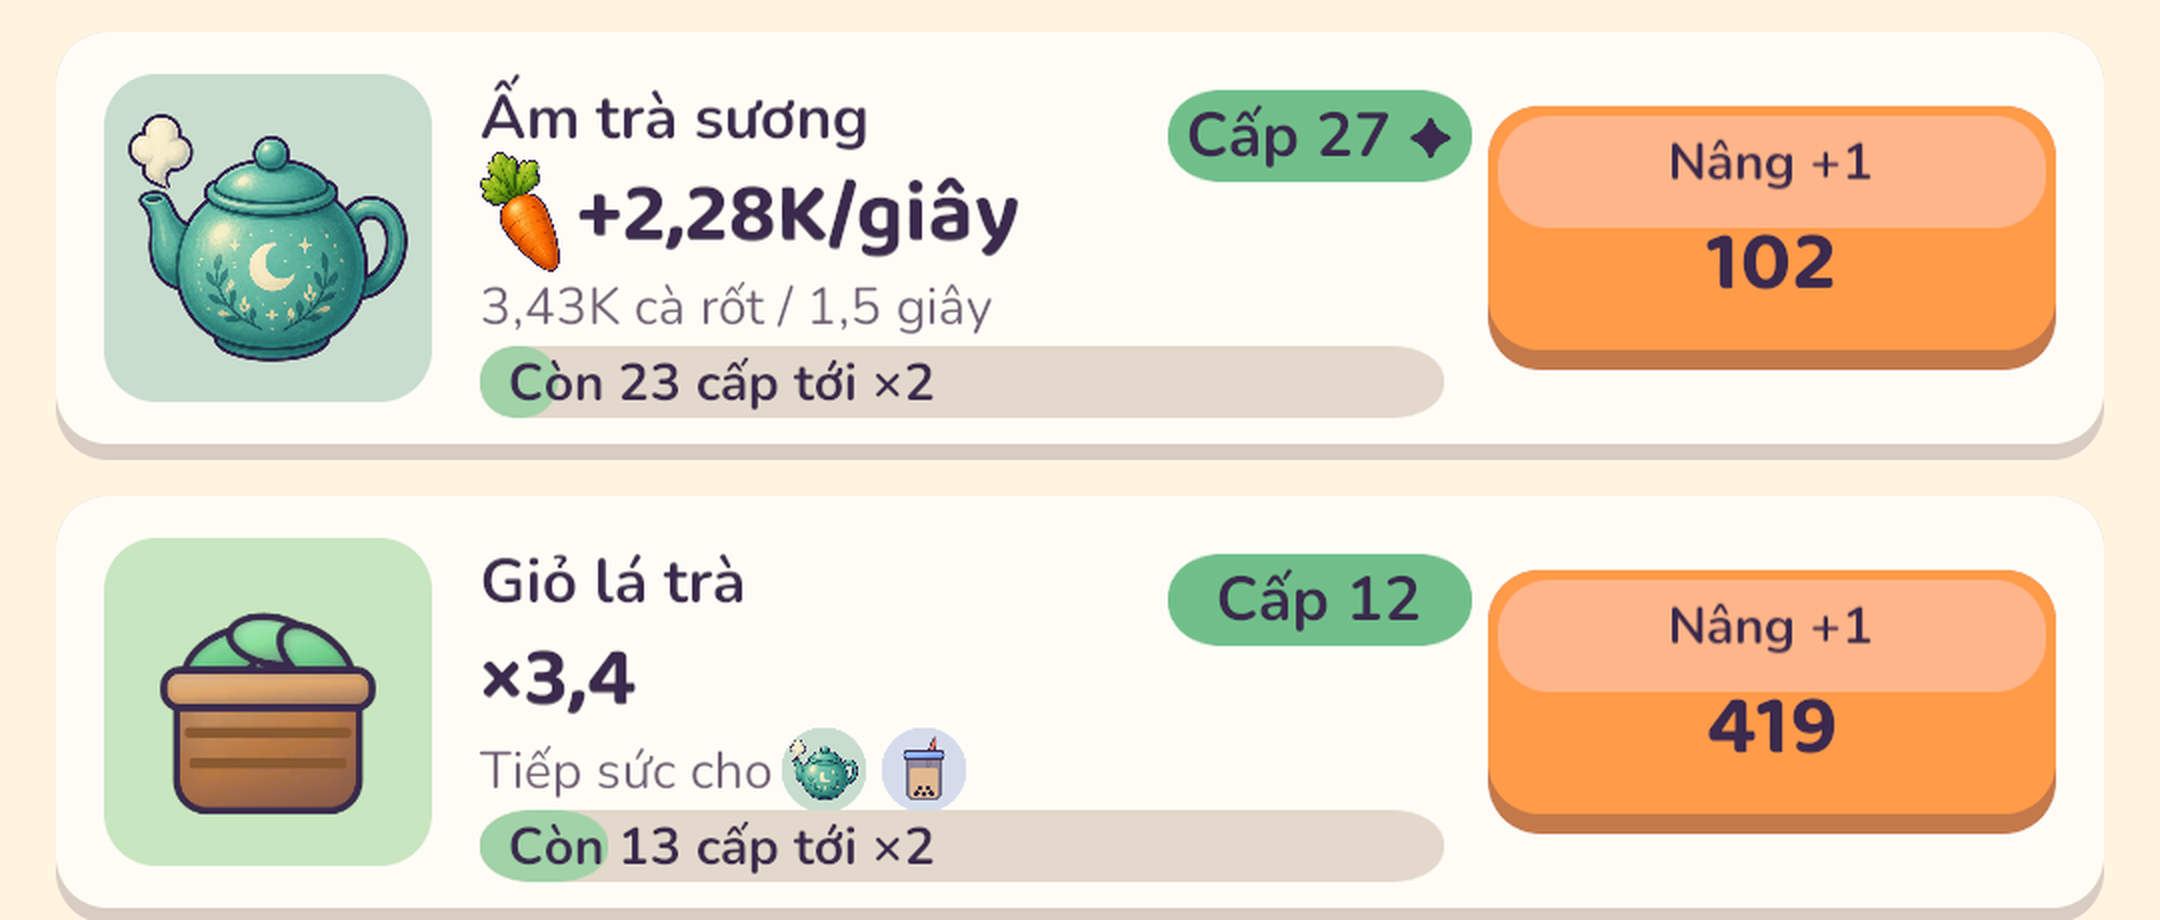 Ấm trà sương
Cấp 27 ✦
+2,28K/giây
3,43K cà rốt / 1,5 giây
Còn 23 cấp tới ×2
Nâng +1
102
Giỏ lá trà
Cấp 12
×3,4
Tiếp sức cho
Còn 13 cấp tới ×2
Nâng +1
419